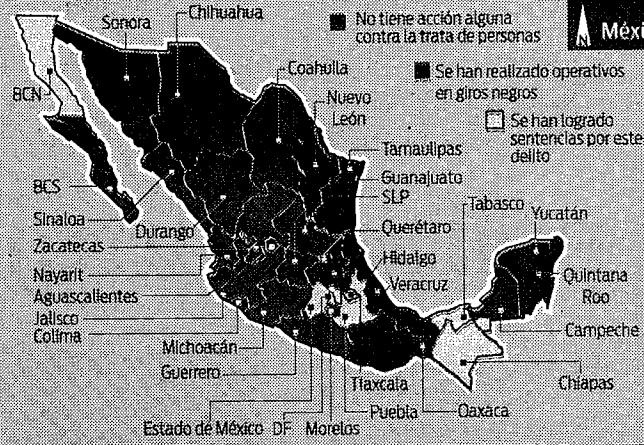 No tiene acción alguna
contra la trata de personas
N
Méxi
Se han realizado operativos
en giros negros
Se han logrado
sentencias por este
delito
Sonora
Chihuahua
Coahuila
BCN
Nuevo
León
Tamaulipas
Guanajuato
SLP
BCS
Tabasco
Yucatán
Sinaloa
Durango
Querétaro
Zacatecas
Hidalgo
Veracruz
Quintana
Roo
Nayarit
Aguascalientes
Jalisco
Colima
Campeche
Michoacán
Guerrero
Tlaxcala
Chiapas
Puebla
Oaxaca
Estado de México
DF
Morelos